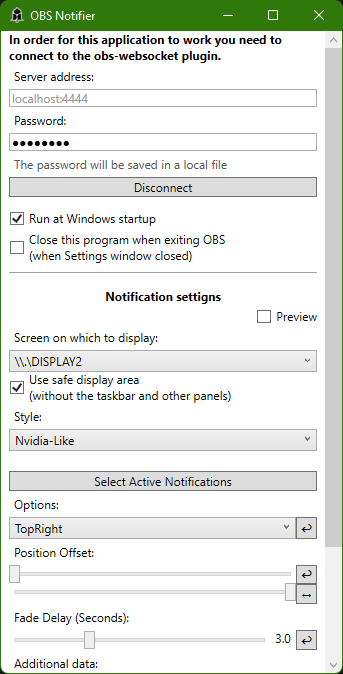 OBS Notifier
In order for this application to work you need to
connect to the obs-websocket plugin.
Server address:
localhost:4444
Password:
●●●●●●●●
The password will be saved in a local file
Disconnect
Run at Windows startup
Close this program when exiting OBS
(when Settings window closed)
Notification settigns
Preview
Screen on which to display:
\\.\DISPLAY2
Use safe display area
(without the taskbar and other panels)
Style:
Nvidia-Like
Select Active Notifications
Options:
TopRight
Position Offset:
Fade Delay (Seconds):
3.0
Additional data: